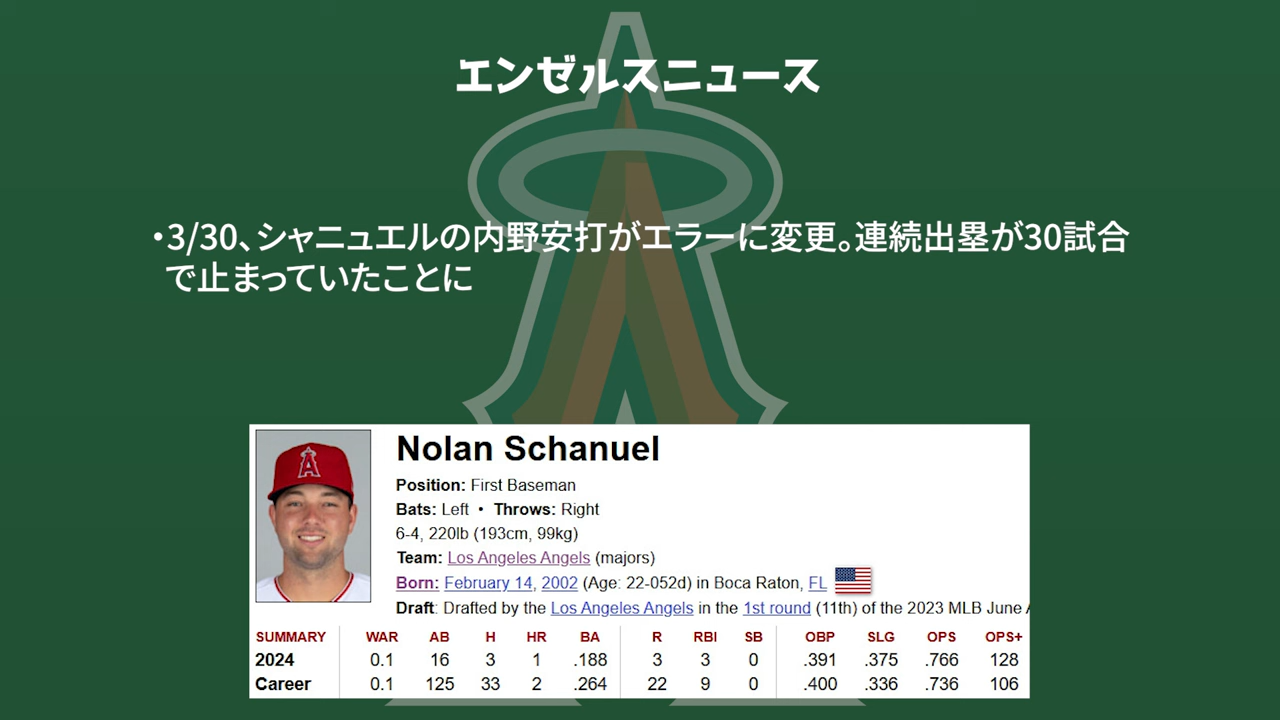 エンゼルスニュース
・3/30、シャニュエルの内野安打がエラーに変更。連続出塁が30試合
で止まっていたことに
Nolan Schanuel
Position: First Baseman
Bats: Left • Throws: Right
6-4, 220lb (193cm, 99kg)
Team: Los Angeles Angels (majors)
Born: February 14, 2002 (Age: 22-052d) in Boca Raton, FL
Draft: Drafted by the Los Angeles Angels in the 1st round (11th) of the 2023 MLB June
SUMMARY WAR AB H HR BA R RBI SB OBP SLG OPS OPS+
2024 0.1 16 3 1 .188 3 3 0 .391 .375 .766 128
Career 0.1 125 33 2 .264 22 9 0 .400 .336 .736 106